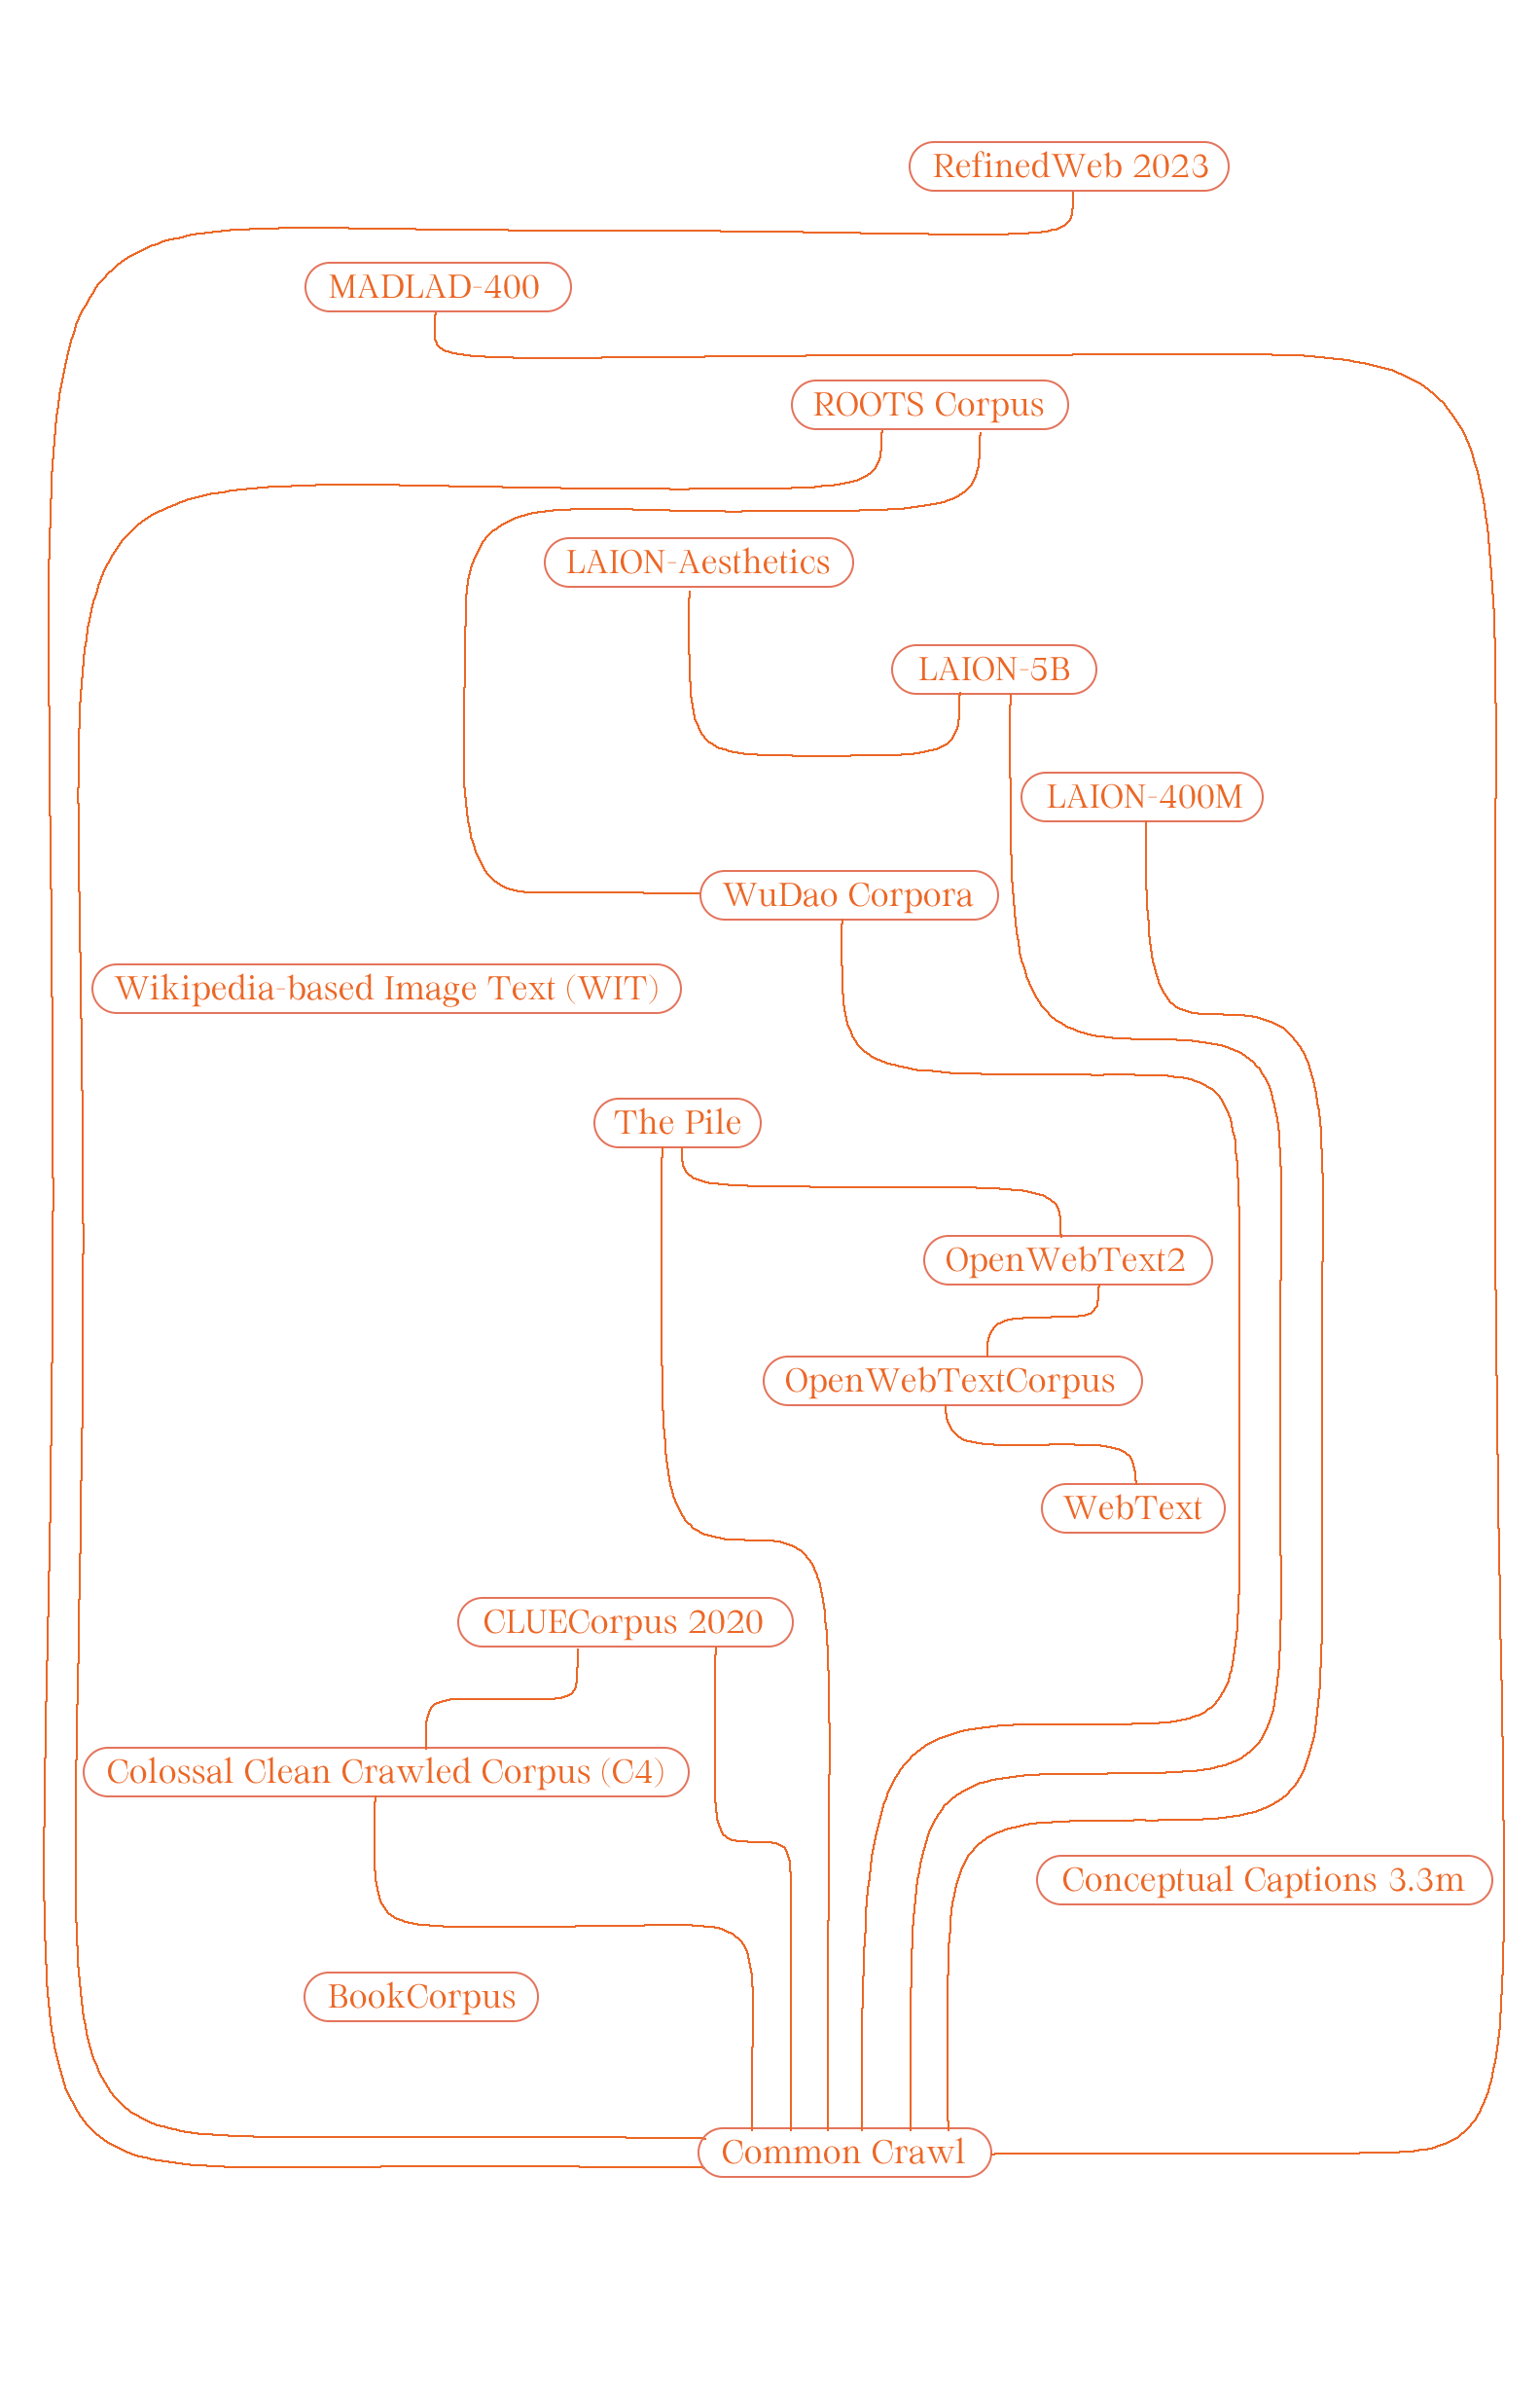 RefinedWeb 2023
MADLAD-400
ROOTS Corpus
LAION-Aesthetics
LAION-5B
LAION-400M
WuDao Corpora
Wikipedia-based Image Text (WIT)
The Pile
OpenWebText2
OpenWebTextCorpus
WebText
CLUECorpus 2020
Colossal Clean Crawled Corpus (C4)
Conceptual Captions 3.3m
BookCorpus
Common Crawl